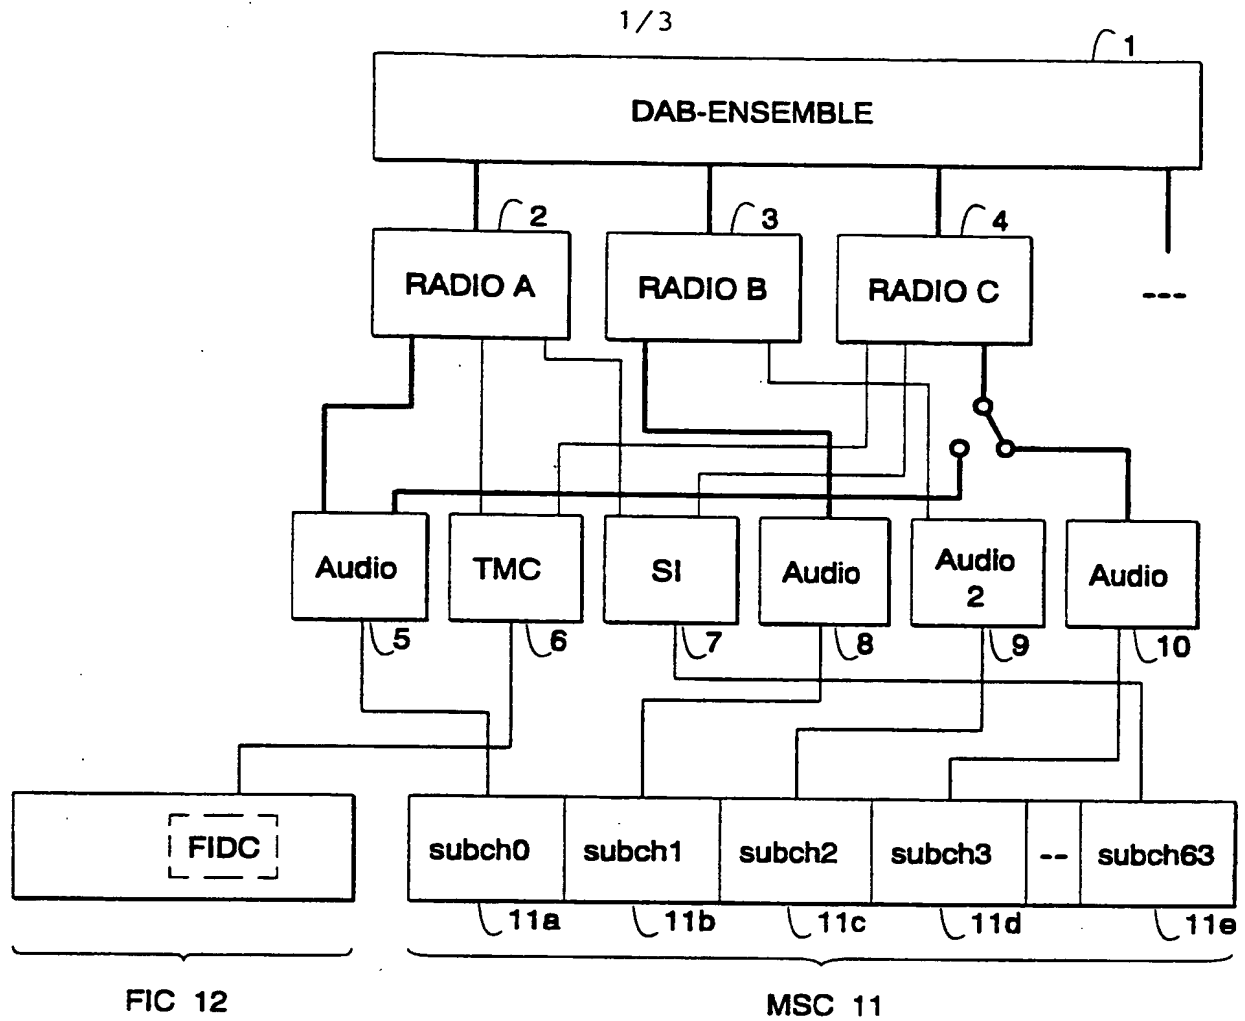 1/3
1
DAB-ENSEMBLE
2
3
4
RADIO A
RADIO B
RADIO C
---
Audio
TMC
SI
Audio
Audio
2
Audio
5
6
7
8
9
10
FIDC
subch0
subch1
subch2
subch3
--
subch63
11a
11b
11c
11d
11e
FIC 12
MSC 11